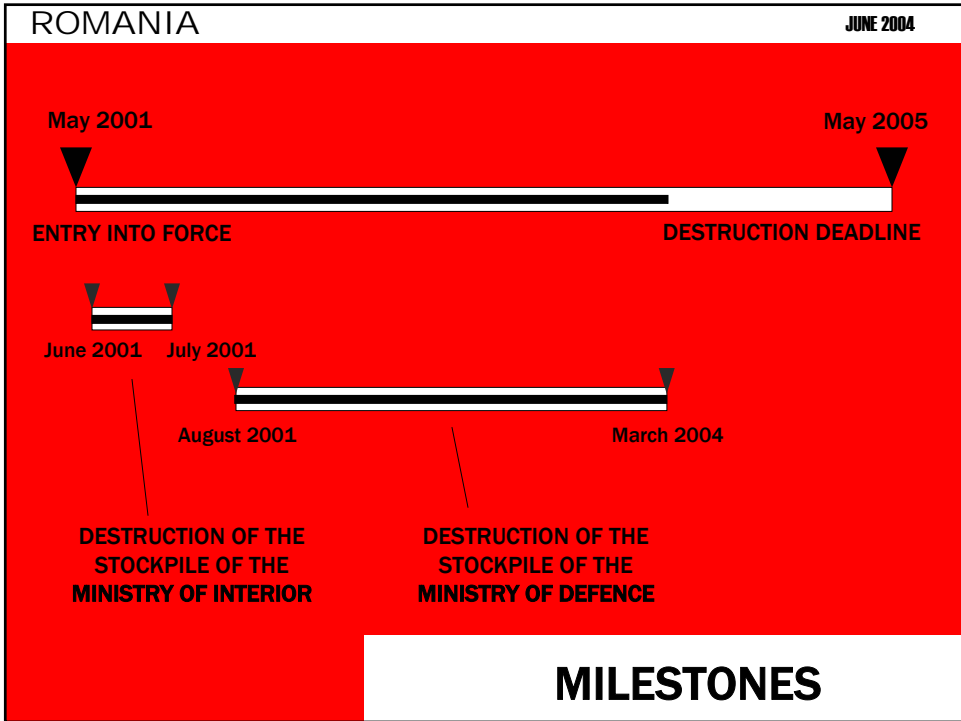 ROMANIA
JUNE 2004
May 2001
May 2005
ENTRY INTO FORCE
DESTRUCTION DEADLINE
June 2001
July 2001
August 2001
March 2004
DESTRUCTION OF THE
STOCKPILE OF THE
MINISTRY OF INTERIOR
DESTRUCTION OF THE
STOCKPILE OF THE
MINISTRY OF DEFENCE
MILESTONES